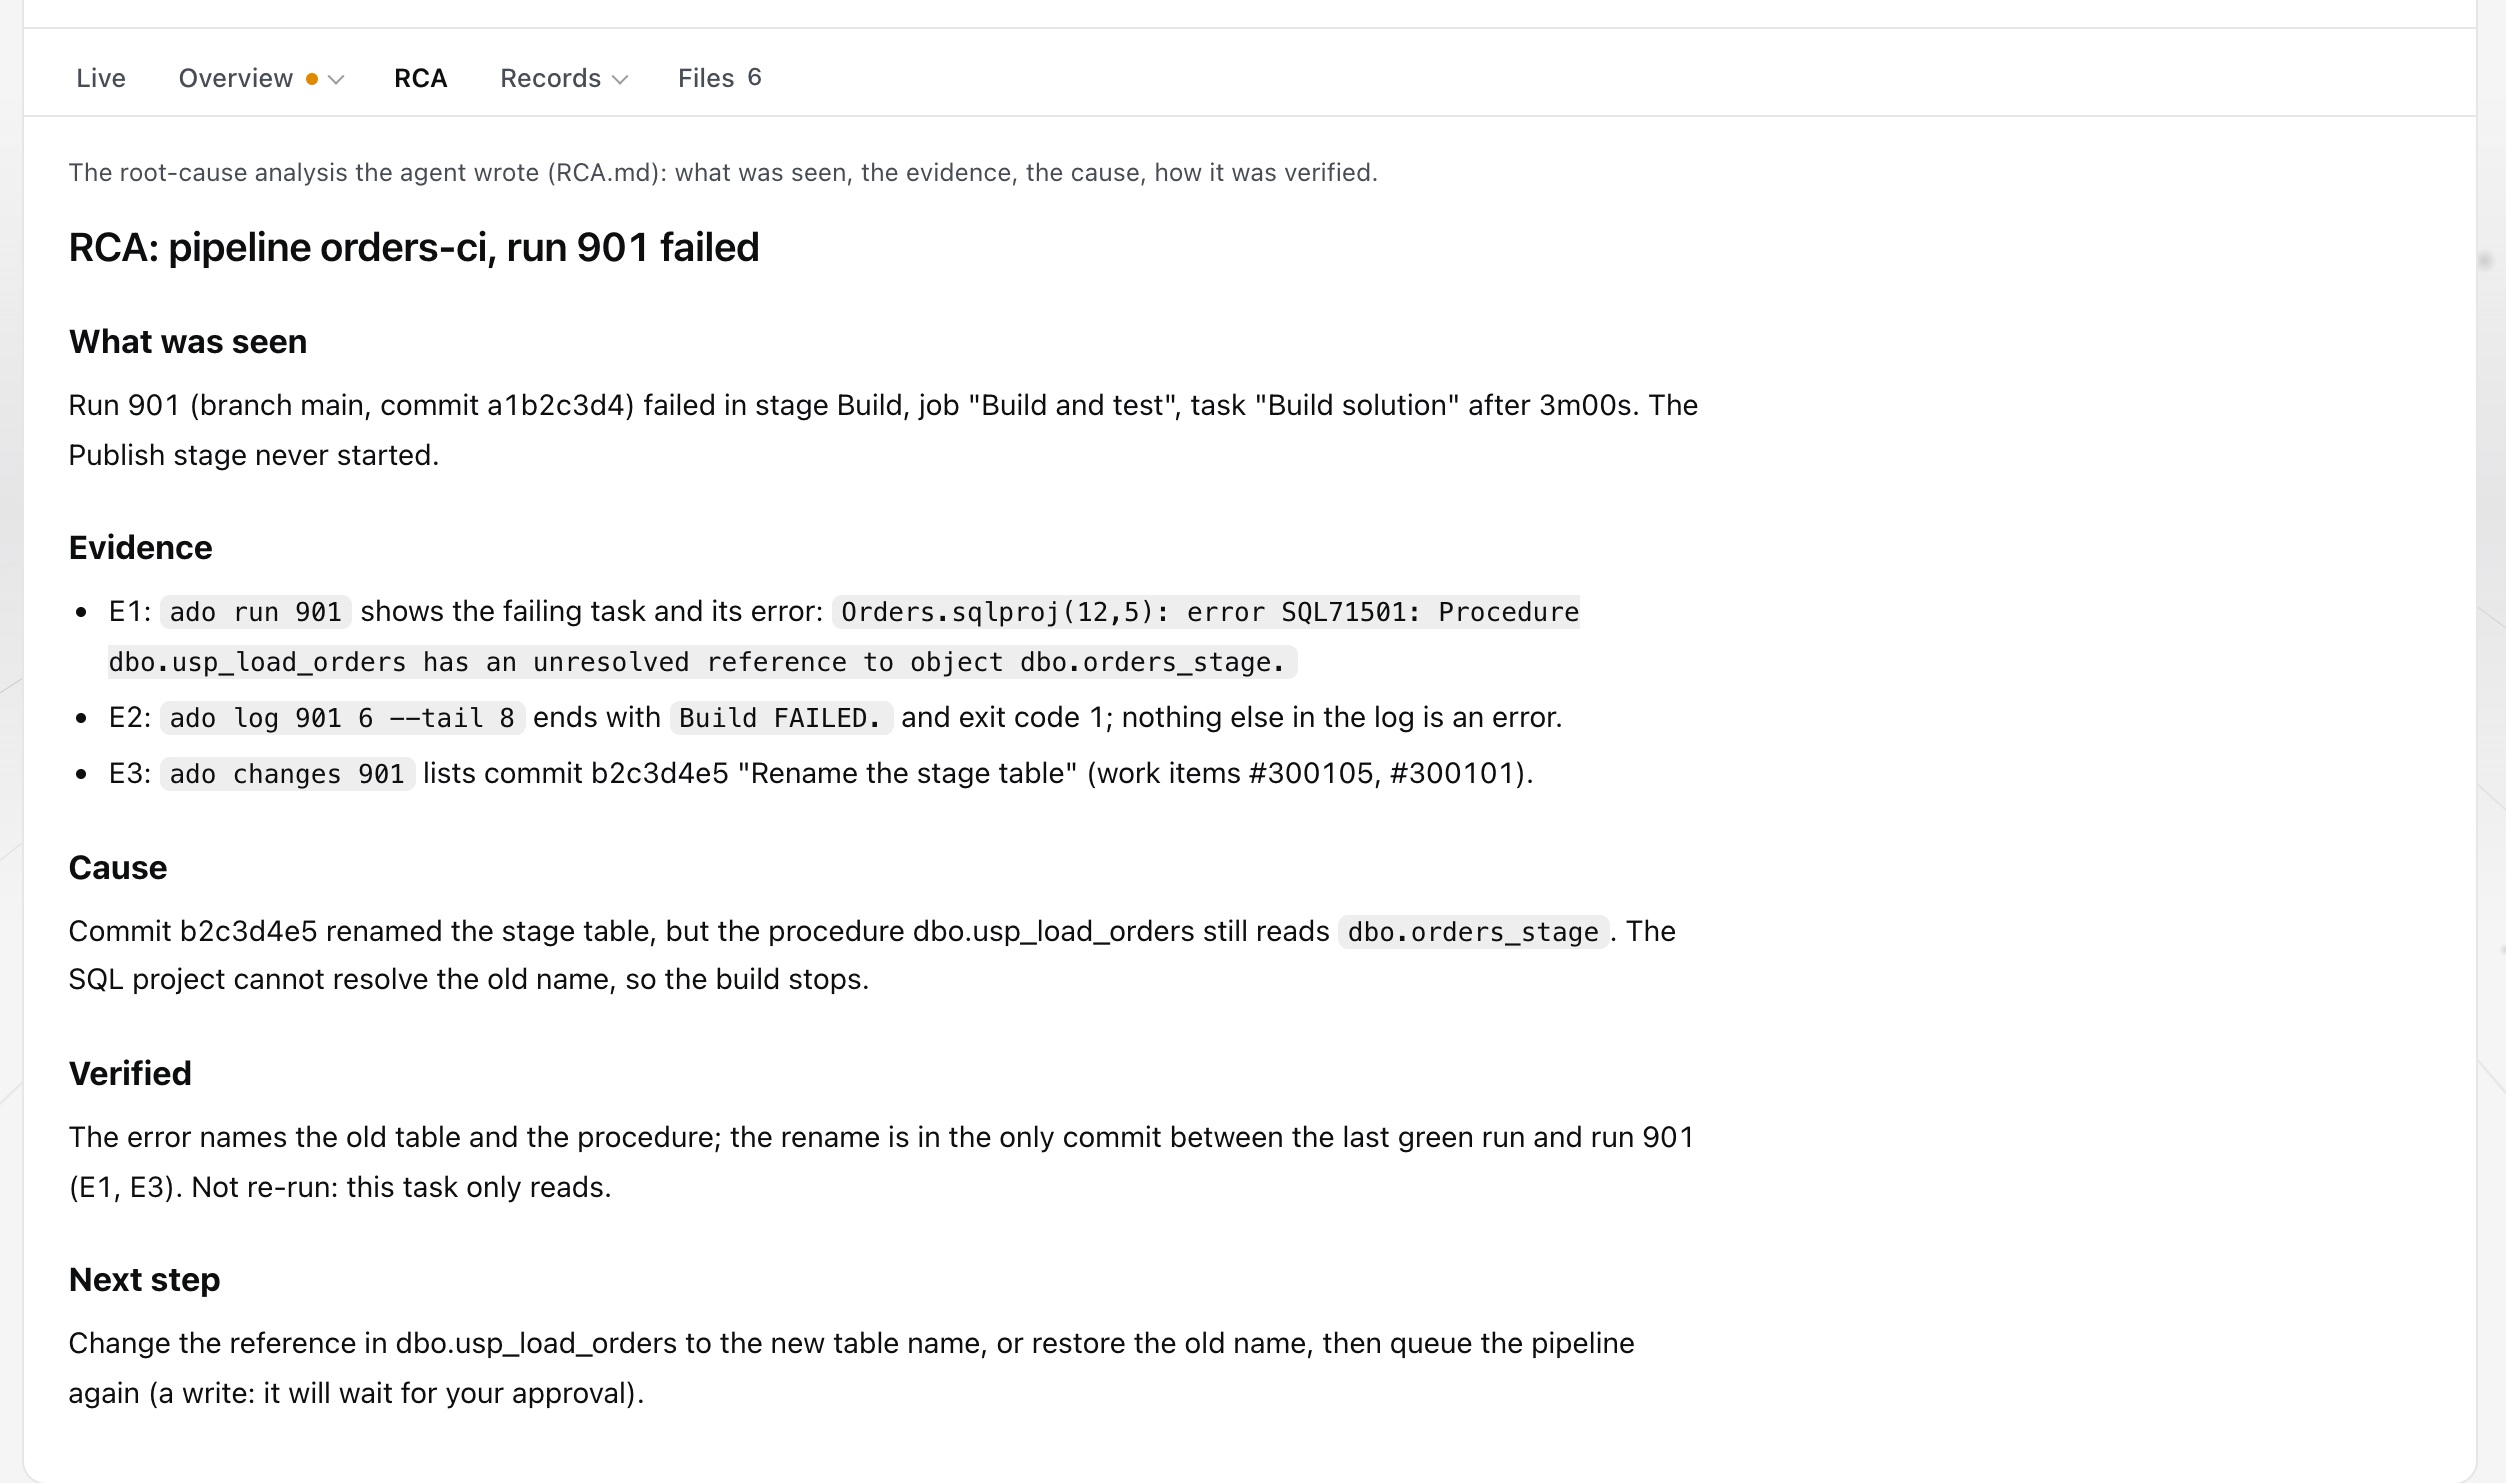 Live Overview RCA Records Files 6
The root-cause analysis the agent wrote (RCA.md): what was seen, the evidence, the cause, how it was verified.
RCA: pipeline orders-ci, run 901 failed
What was seen
Run 901 (branch main, commit a1b2c3d4) failed in stage Build, job "Build and test", task "Build solution" after 3m00s. The
Publish stage never started.
Evidence
• E1: ado run 901 shows the failing task and its error: Orders.sqlproj(12,5): error SQL71501: Procedure
dbo.usp_load_orders has an unresolved reference to object dbo.orders_stage.
• E2: ado log 901 6 --tail 8 ends with Build FAILED. and exit code 1; nothing else in the log is an error.
• E3: ado changes 901 lists commit b2c3d4e5 "Rename the stage table" (work items #300105, #300101).
Cause
Commit b2c3d4e5 renamed the stage table, but the procedure dbo.usp_load_orders still reads dbo.orders_stage. The
SQL project cannot resolve the old name, so the build stops.
Verified
The error names the old table and the procedure; the rename is in the only commit between the last green run and run 901
(E1, E3). Not re-run: this task only reads.
Next step
Change the reference in dbo.usp_load_orders to the new table name, or restore the old name, then queue the pipeline
again (a write: it will wait for your approval).